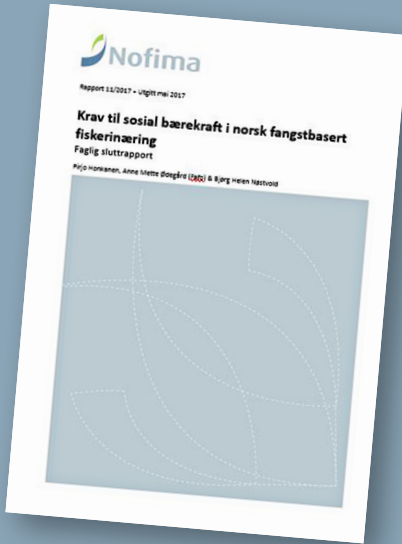 Nofima
Rapport 11/2017 • Utgitt mai 2017
Krav til sosial bærekraft i norsk fangstbasert
fiskerinæring
Faglig sluttrapport
Pirjo Honkanen, Anne Mette Ødegård (Fafo) & Bjørg Helen Nøstvold